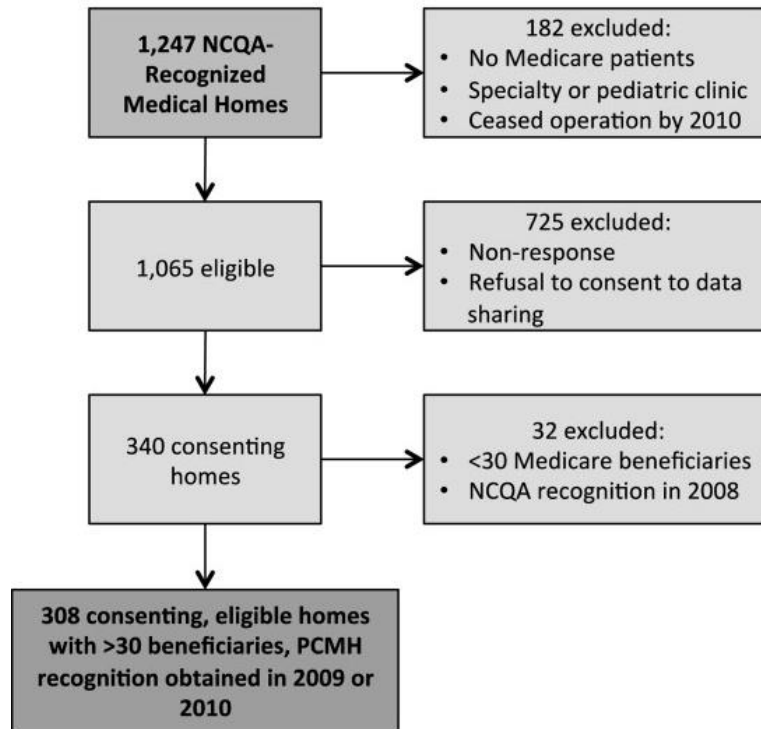 1,247 NCQA-
Recognized
Medical Homes
182 excluded:
• No Medicare patients
• Specialty or pediatric clinic
• Ceased operation by 2010
1,065 eligible
725 excluded:
• Non-response
• Refusal to consent to data
sharing
340 consenting
homes
32 excluded:
• <30 Medicare beneficiaries
• NCQA recognition in 2008
308 consenting, eligible homes
with >30 beneficiaries, PCMH
recognition obtained in 2009 or
2010